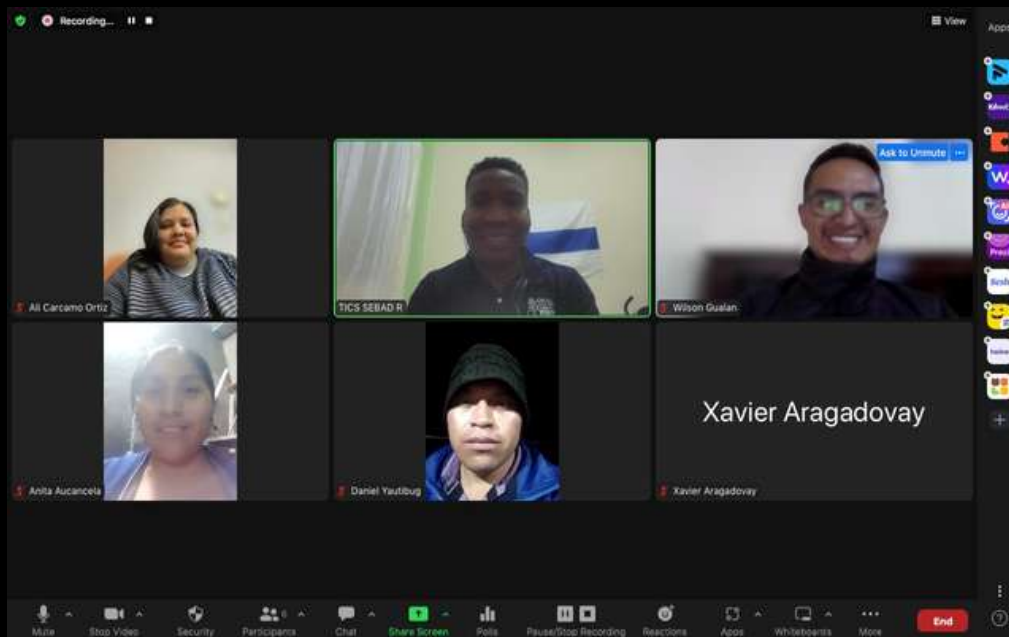 Recording...
View
Apps
Ask to Unmute
Ali Carcamo Ortiz
TICS SEBAD R
Wilson Gualan
Xavier Aragadovay
Anita Aucancela
Daniel Yautibug
Xavier Aragadovay
Mute
Stop Video
Security
Participants
6
Chat
Share Screen
Polls
Pause/Stop Recording
Reactions
Apps
Whiteboards
More
End